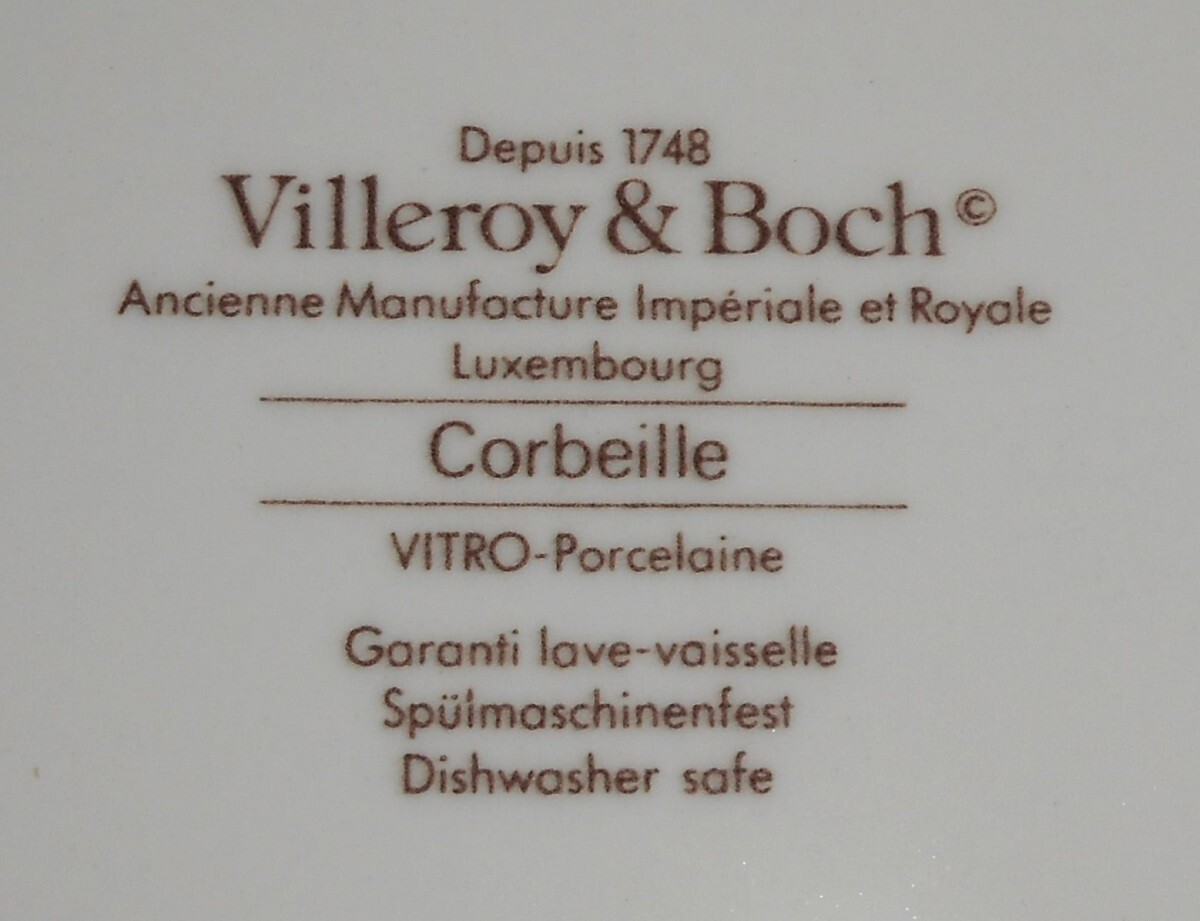 Depuis 1748
Villeroy & Boch©
Ancienne Manufacture Impériale et Royale
Luxembourg
Corbeille
VITRO-Porcelaine
Garanti lave-vaisselle
Spülmaschinenfest
Dishwasher safe